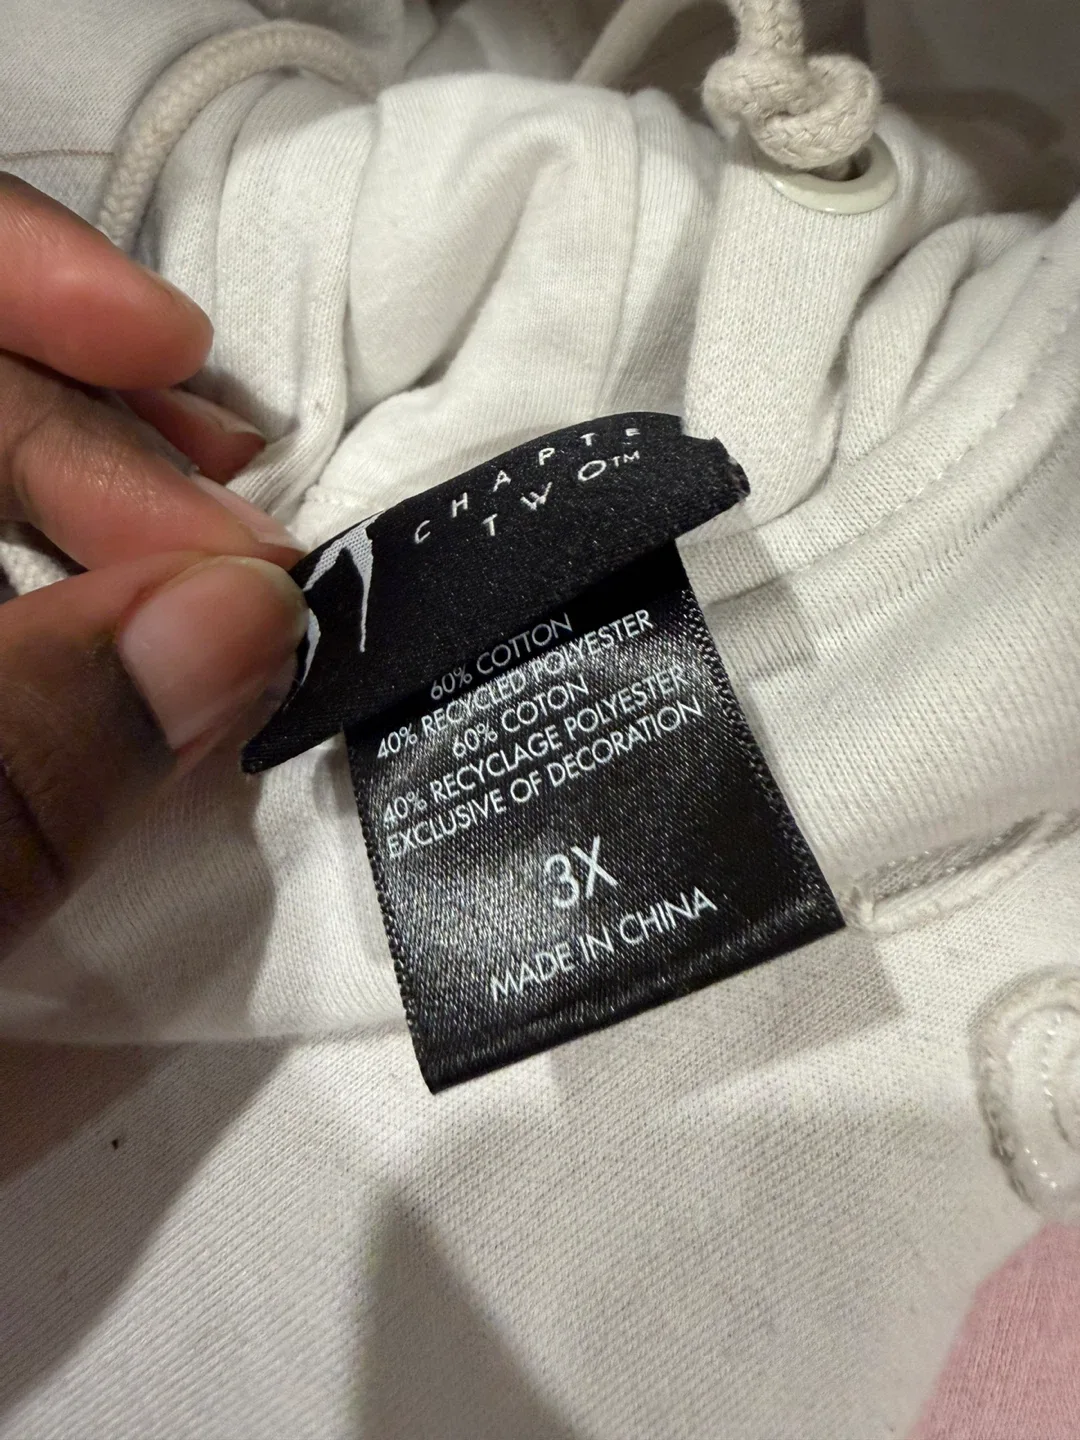 CHAPTE
TWO™
60% COTTON
40% RECYCLED POLYESTER
60% COTON
40% RECYCLAGE POLYESTER
EXCLUSIVE OF DECORATION
3X
MADE IN CHINA